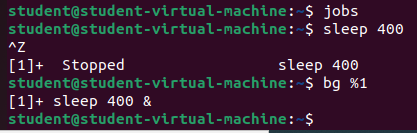 student@student-virtual-machine:~$ jobs
student@student-virtual-machine:~$ sleep 400
^Z
[1]+  Stopped                 sleep 400
student@student-virtual-machine:~$ bg %1
[1]+ sleep 400 &
student@student-virtual-machine:~$